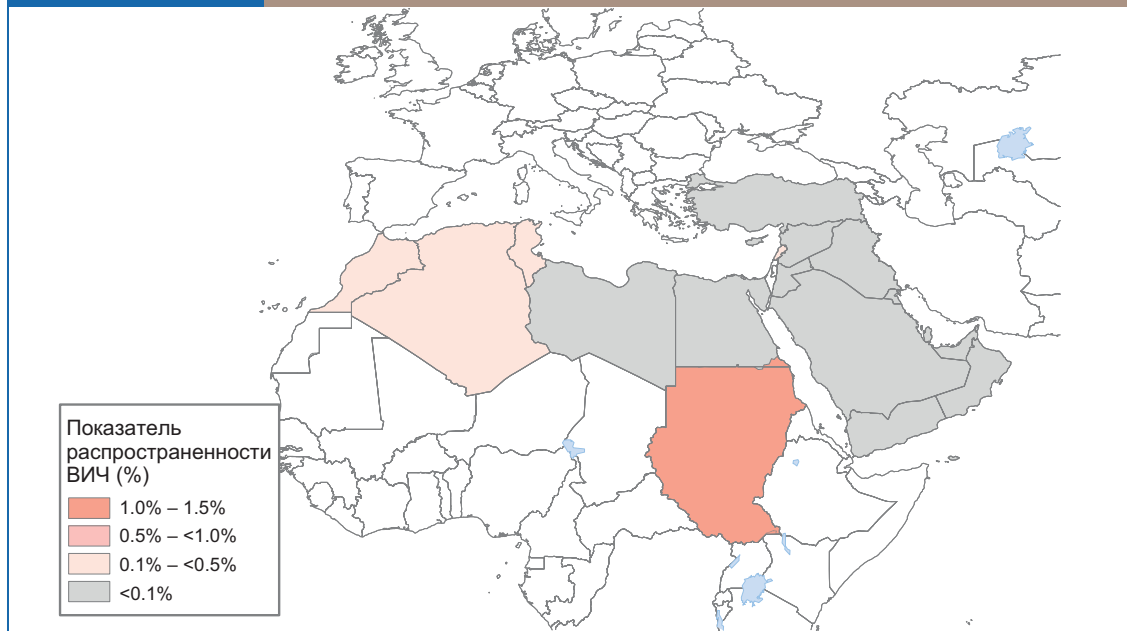 Показатель
распространенности
ВИЧ (%)
1.0% – 1.5%
0.5% – <1.0%
0.1% – <0.5%
<0.1%